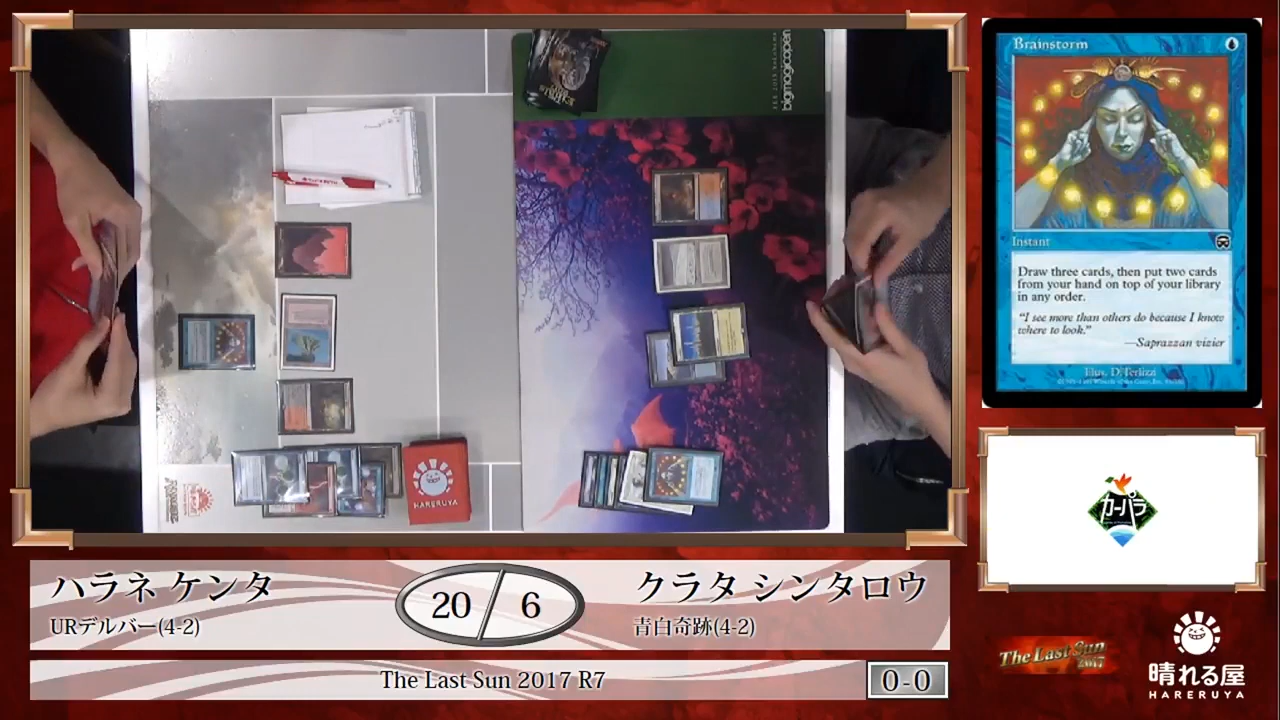 Brainstorm
Instant
Draw three cards, then put two cards
from your hand on top of your library
in any order.
"I see more than others do because I know
where to look."
—Saprazzan vizier
Illus. D/Terlizzi
bigmagicopen
HARERUYA
カーバラ
ハラネ ケンタ
URデルバー(4-2)
20/6
クラタ シンタロウ
青白奇跡(4-2)
The Last Sun 2017 R7
0-0
The Last Sun
2017
晴れる屋
HARERUYA